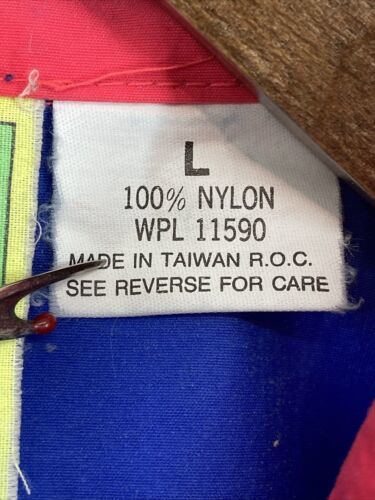 L
100% NYLON
WPL 11590
MADE IN TAIWAN R.O.C.
SEE REVERSE FOR CARE